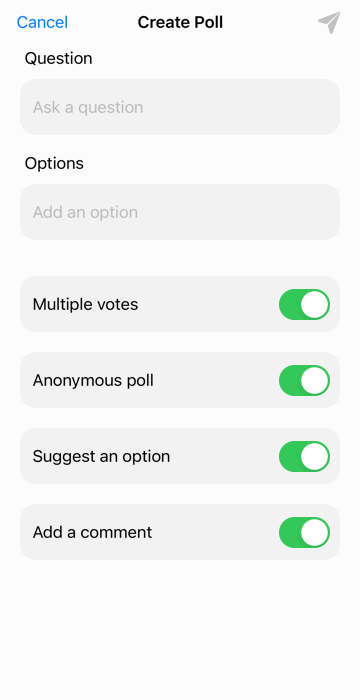 Cancel
Create Poll
Question
Ask a question
Options
Add an option
Multiple votes
Anonymous poll
Suggest an option
Add a comment